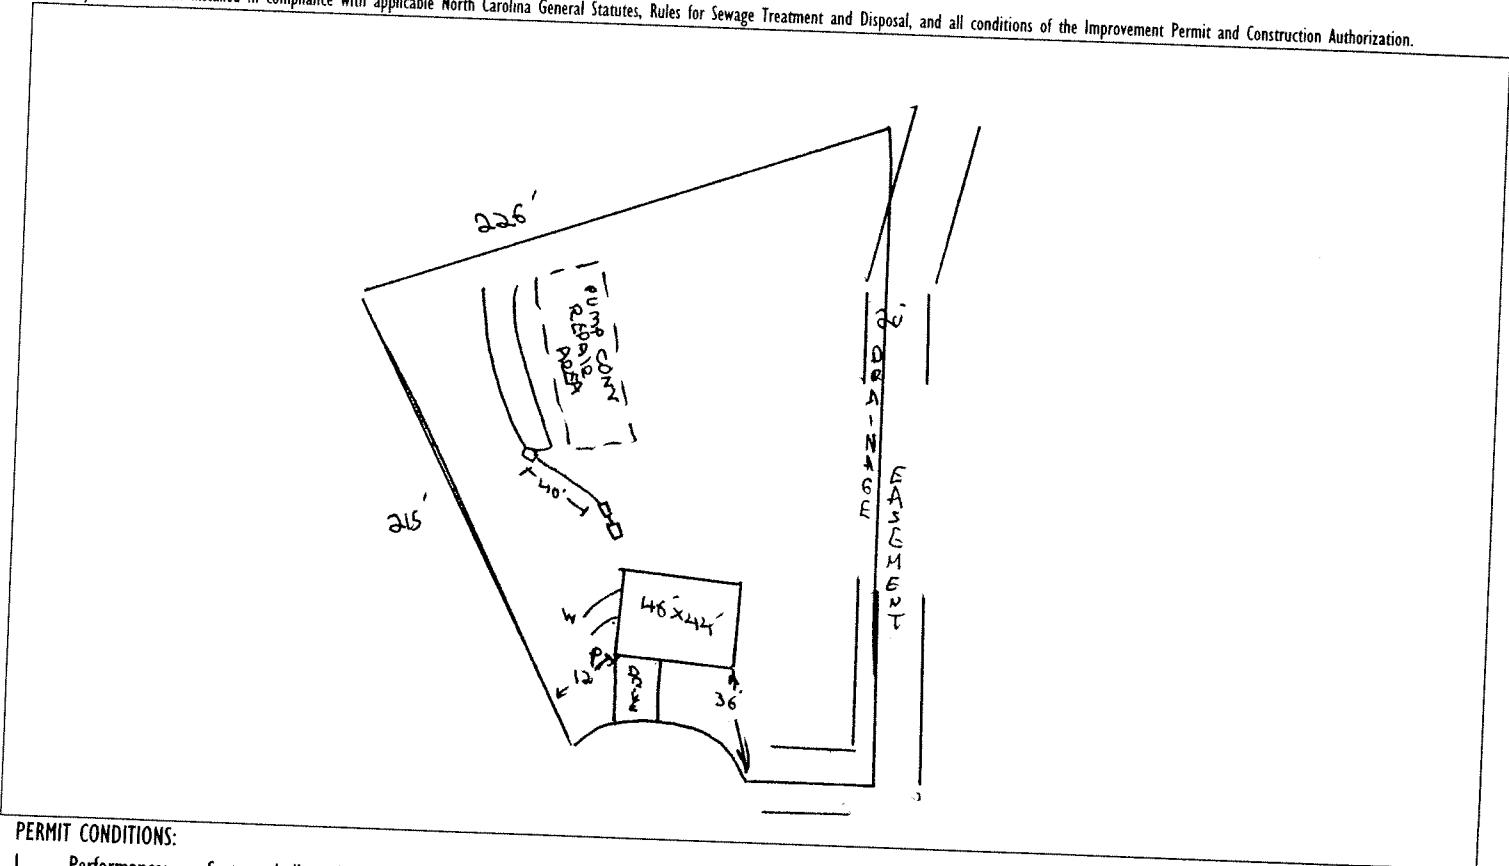 in compliance with applicable North Carolina General Statutes, Rules for Sewage Treatment and Disposal, and all conditions of the Improvement Permit and Construction Authorization.
226'
PUMP CONV
REPAIR
AREA
20'
DRAINAGE
EASEMENT
40'
215'
46'x44'
W
P
12'
36'
PERMIT CONDITIONS:
I.